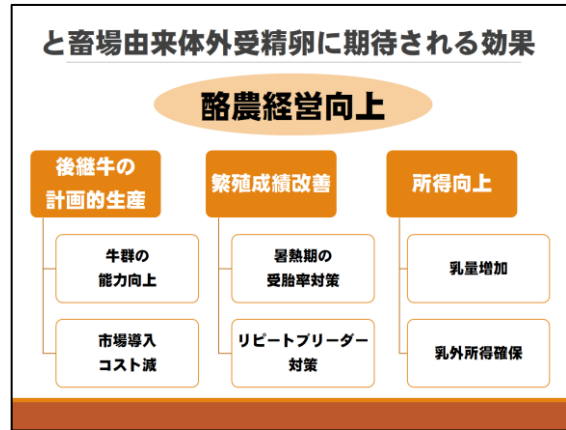 と畜場由来体外受精卵に期待される効果
酪農経営向上
後継牛の
計画的生産
牛群の
能力向上
市場導入
コスト減
繁殖成績改善
暑熱期の
受胎率対策
リピートブリーダー
対策
所得向上
乳量増加
乳外所得確保